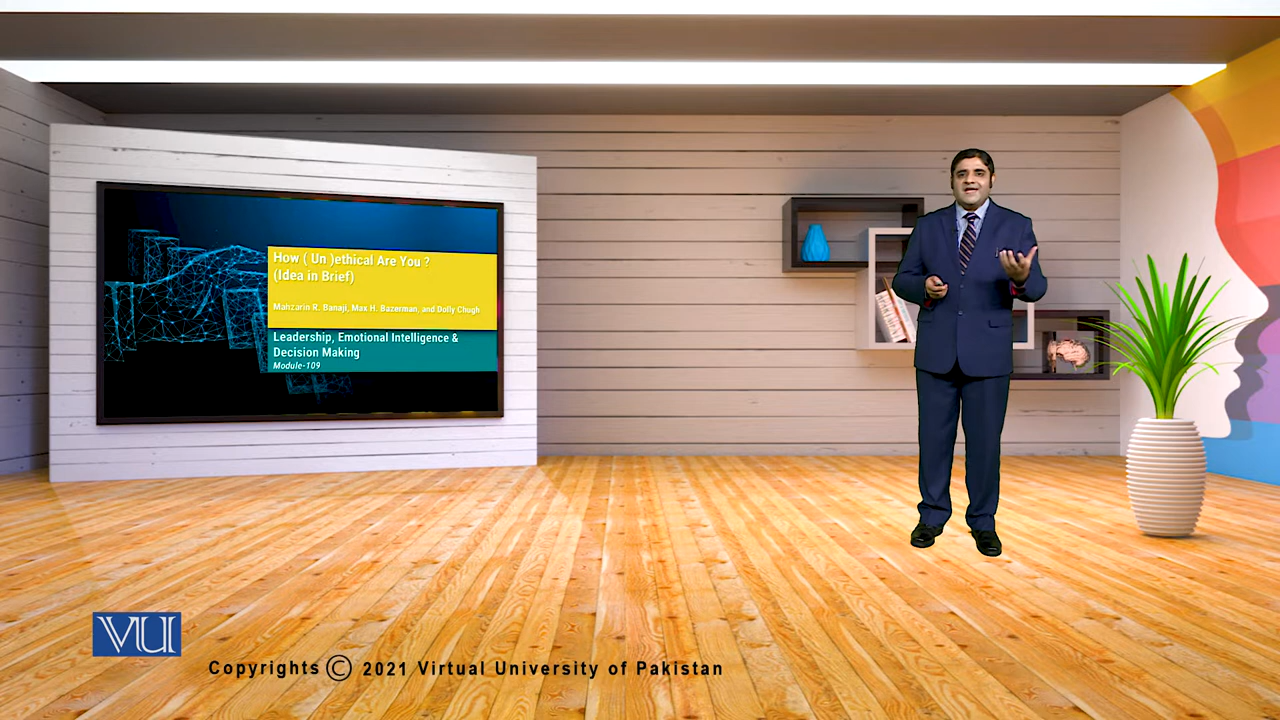 How ( Un )ethical Are You ?
(Idea in Brief)
Mahzarin R. Banaji, Max H. Bazerman, and Dolly Chugh
Leadership, Emotional Intelligence &
Decision Making
Module-109
VU
Copyrights © 2021 Virtual University of Pakistan